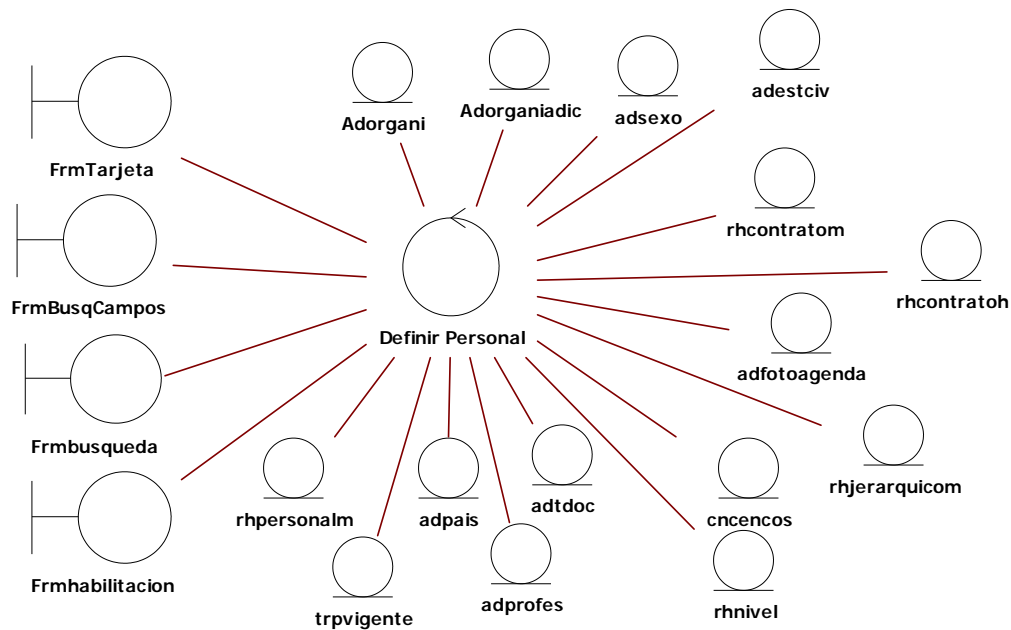 adestciv
Adorganiadic
adsexo
Adorgani
FrmTarjeta
rhcontratom
FrmBusqCampos
rhcontratoh
Definir Personal
adfotoagenda
Frmbusqueda
rhjerarquicom
adtdoc
rhpersonalm
adpais
cncencos
Frmhabilitacion
adprofes
rhnivel
trpvigente